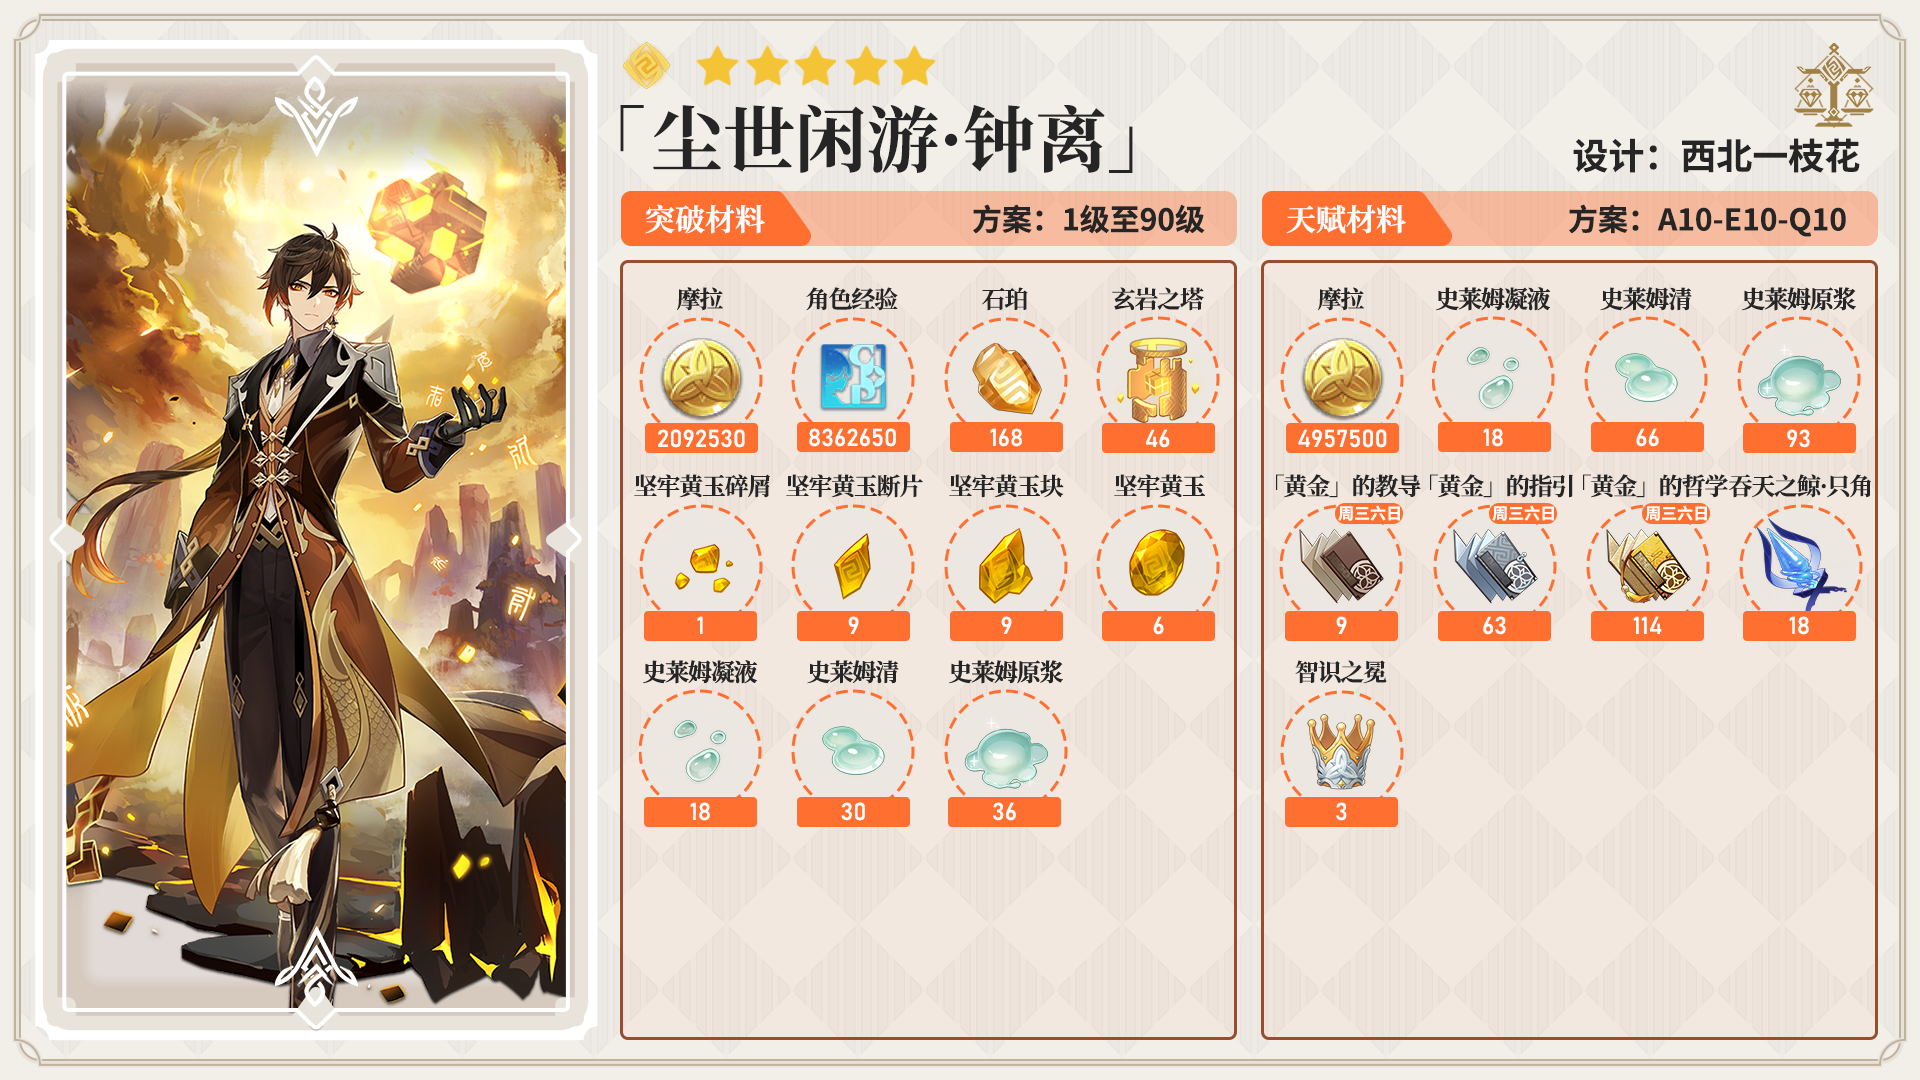 「尘世闲游·钟离」
设计：西北一枝花
突破材料 方案：1级至90级
摩拉 角色经验 石珀 玄岩之塔
2092530 8362650 168 46
坚牢黄玉碎屑 坚牢黄玉断片 坚牢黄玉块 坚牢黄玉
1 9 9 6
史莱姆凝液 史莱姆清 史莱姆原浆
18 30 36
天赋材料 方案：A10-E10-Q10
摩拉 史莱姆凝液 史莱姆清 史莱姆原浆
4957500 18 66 93
「黄金」的教导 「黄金」的指引 「黄金」的哲学 吞天之鲸·只角
周三六日 周三六日 周三六日
9 63 114 18
智识之冕
3